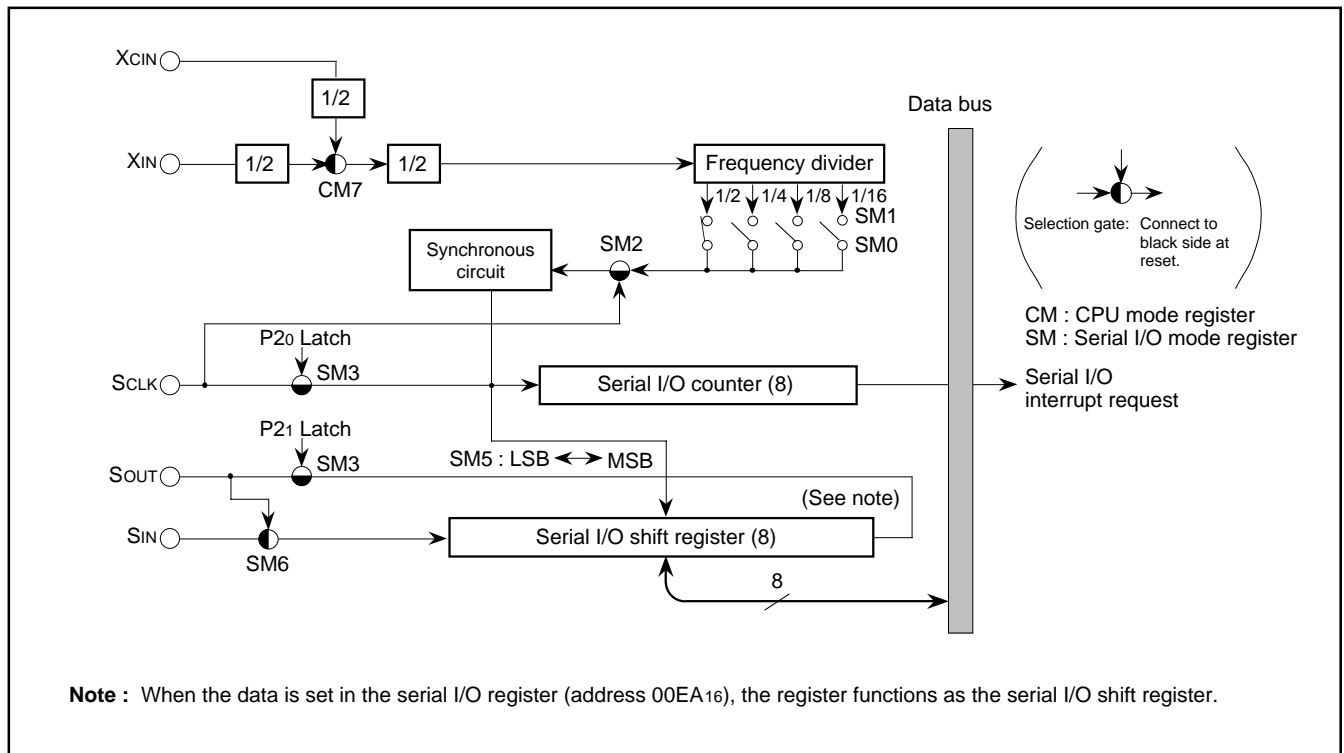 XCIN
1/2
Data bus
XIN
1/2
1/2
Frequency divider
CM7
1/2
1/4
1/8
1/16
SM1
SM0
Synchronous
circuit
SM2
Selection gate:
Connect to
black side at
reset.
CM : CPU mode register
SM : Serial I/O mode register
P20 Latch
SCLK
SM3
Serial I/O counter (8)
Serial I/O
interrupt request
P21 Latch
SOUT
SM3
SM5 : LSB
MSB
(See note)
SIN
Serial I/O shift register (8)
SM6
8
Note : When the data is set in the serial I/O register (address 00EA16), the register functions as the serial I/O shift register.